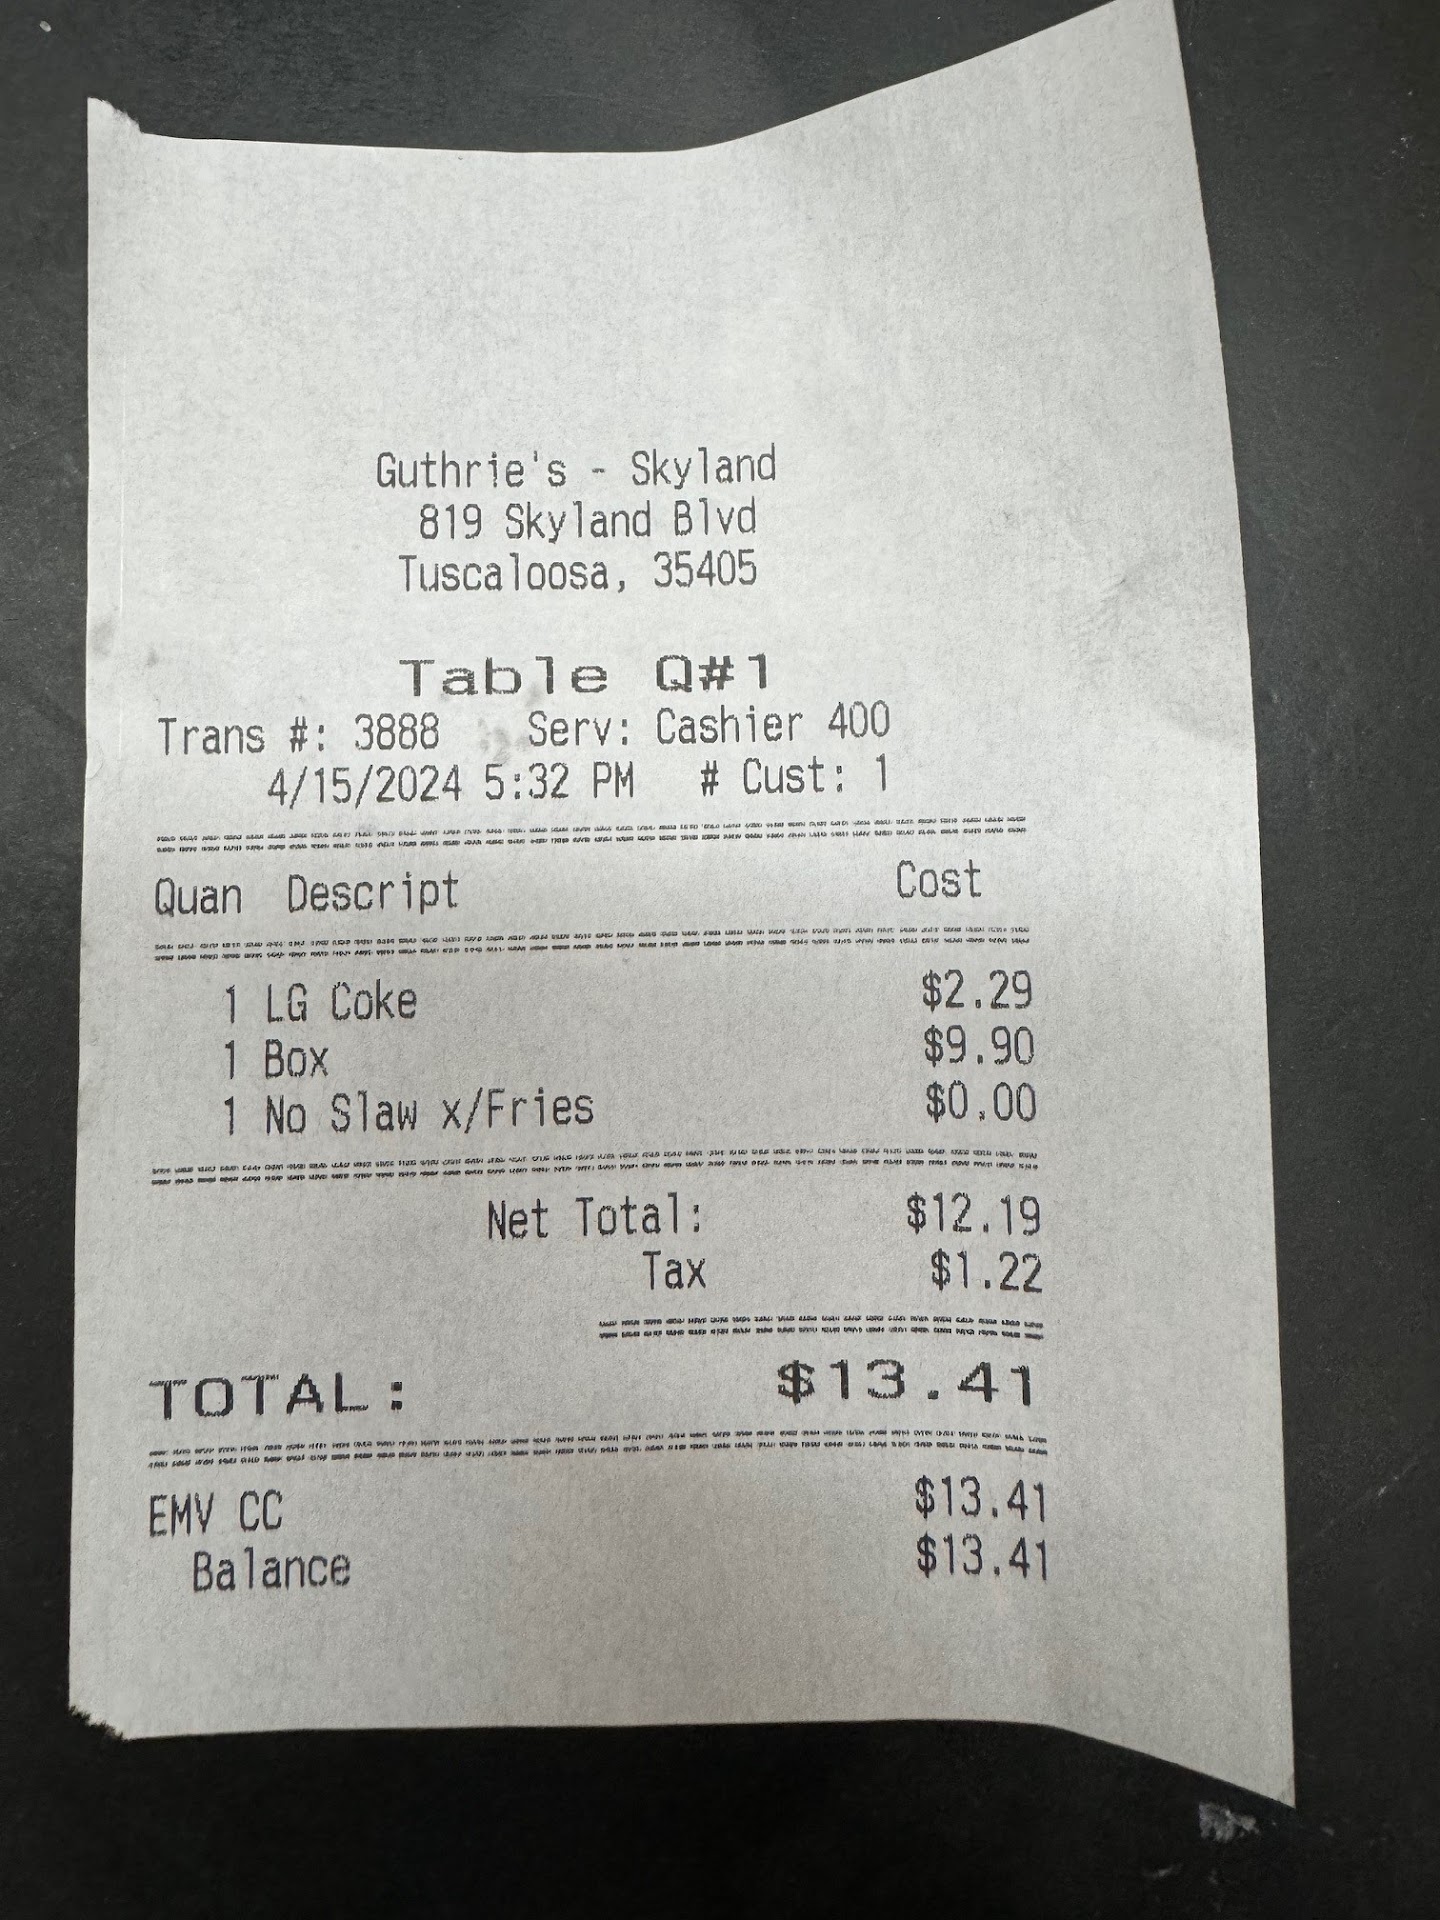 Guthrie's - Skyland
819 Skyland Blvd
Tuscaloosa, 35405
Table Q#1
Trans #: 3888 Serv: Cashier 400
4/15/2024 5:32 PM # Cust: 1
Quan Descript Cost
1 LG Coke $2.29
1 Box $9.90
1 No Slaw x/Fries $0.00
Net Total: $12.19
Tax $1.22
TOTAL: $13.41
EMV CC $13.41
Balance $13.41